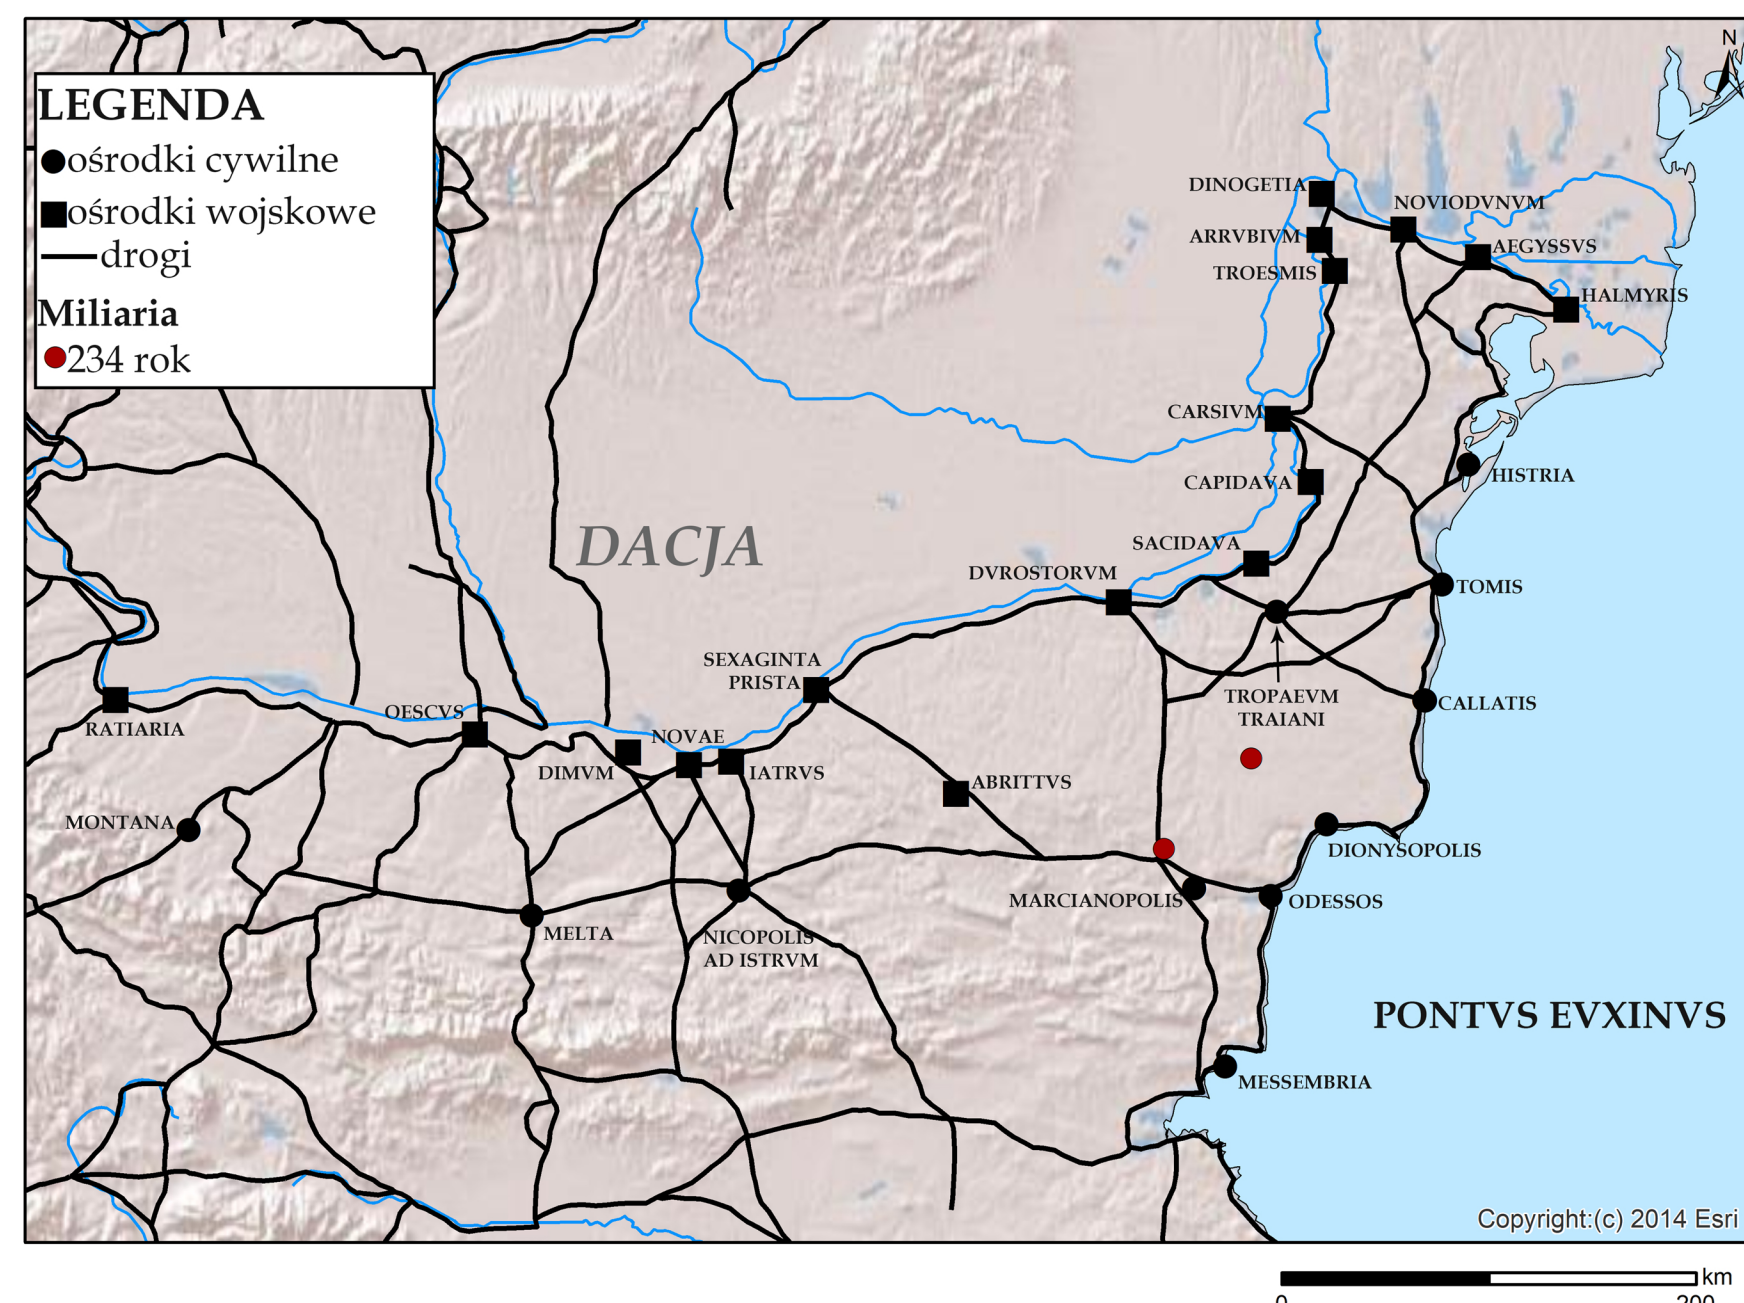 N
LEGENDA
ośrodki cywilne
ośrodki wojskowe
drogi
Miliaria
234 rok
DINOGETIA
NOVIODVNVM
ARRVBIVM
AEGYSSVS
TROESMIS
HALMYRIS
CARSIVM
CAPIDAVA
HISTRIA
DACJA
SACIDAVA
DVROSTORVM
TOMIS
SEXAGINTA
PRISTA
TROPAEVM
TRAIANI
CALLATIS
RATIARIA
OESCVS
NOVAE
DIMVM
IATRVS
ABRITTVS
MONTANA
DIONYSOPOLIS
MARCIANOPOLIS
ODESSOS
MELTA
NICOPOLIS
AD ISTRVM
PONTVS EVXINVS
MESSEMBRIA
Copyright:(c) 2014 Esri
km
0 200